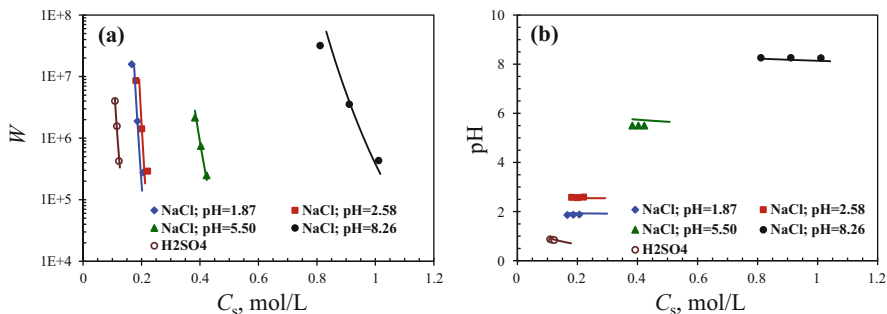 (a)
1E+8
1E+7
1E+6
1E+5
1E+4
W
0 0.2 0.4 0.6 0.8 1 1.2
Cs, mol/L
NaCl; pH=1.87
NaCl; pH=2.58
NaCl; pH=5.50
NaCl; pH=8.26
H2SO4
(b)
10
8
6
4
2
0
pH
0 0.2 0.4 0.6 0.8 1 1.2
Cs, mol/L
NaCl; pH=2.58
NaCl; pH=1.87
NaCl; pH=5.50
NaCl; pH=8.26
H2SO4